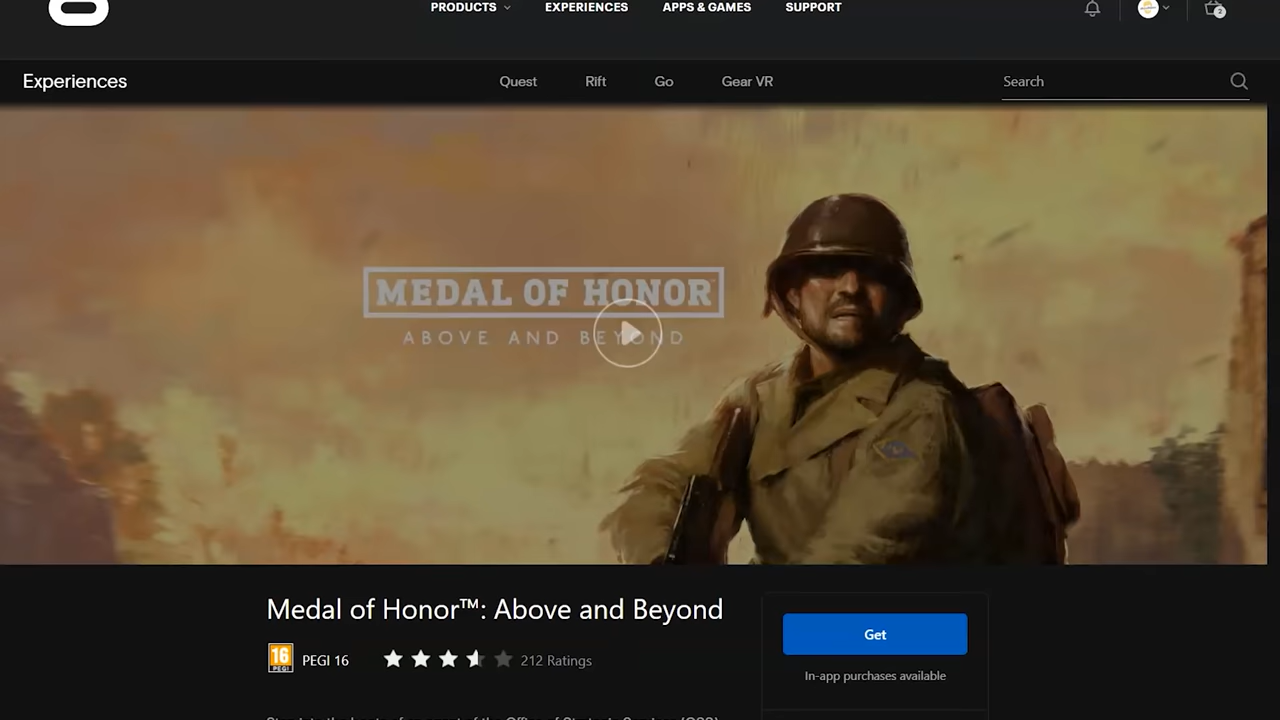 PRODUCTS EXPERIENCES APPS & GAMES SUPPORT
2
Experiences Quest Rift Go Gear VR Search
MEDAL OF HONOR
ABOVE AND BEYOND
Medal of Honor™: Above and Beyond
Get
16 PEGI PEGI 16 212 Ratings
In-app purchases available